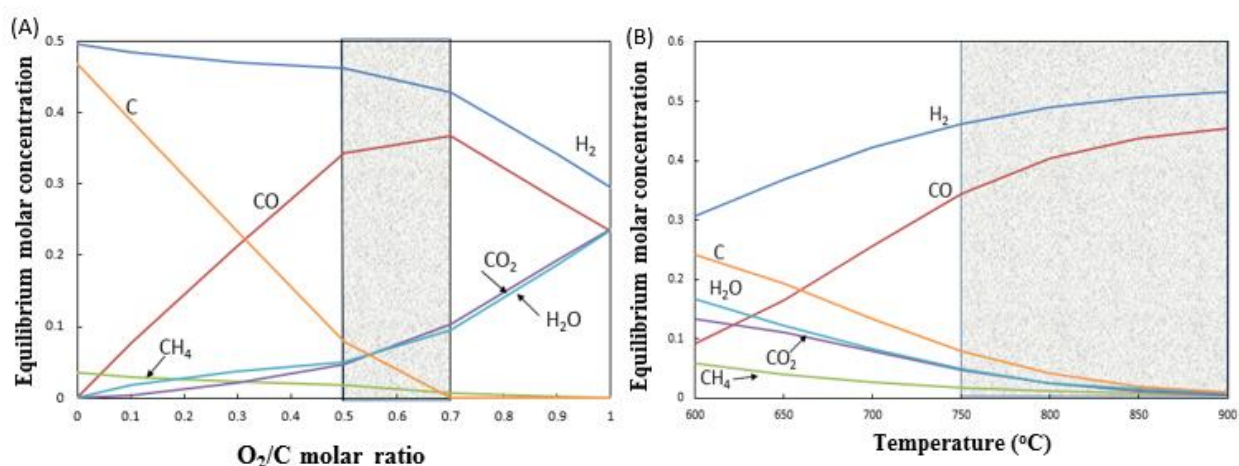 (A)
Equilibrium molar concentration
0.5
0.4
0.3
0.2
0.1
0
C
CO
CH₄
H₂
CO₂
H₂O
0 0.1 0.2 0.3 0.4 0.5 0.6 0.7 0.8 0.9 1
O₂/C molar ratio
(B)
Equilibrium molar concentration
0.6
0.5
0.4
0.3
0.2
0.1
0
H₂
CO
C
H₂O
CO₂
CH₄
600 650 700 750 800 850 900
Temperature (°C)